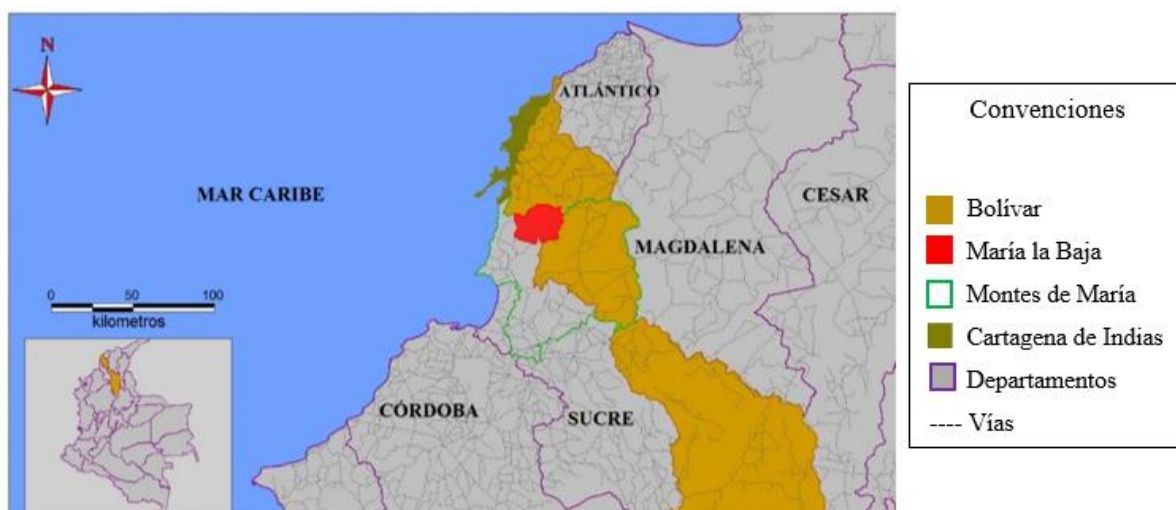 N
ATLÁNTICO
MAR CARIBE
CESAR
MAGDALENA
0 50 100
kilometros
CÓRDOBA
SUCRE
Convenciones
Bolívar
María la Baja
Montes de María
Cartagena de Indias
Departamentos
---- Vías